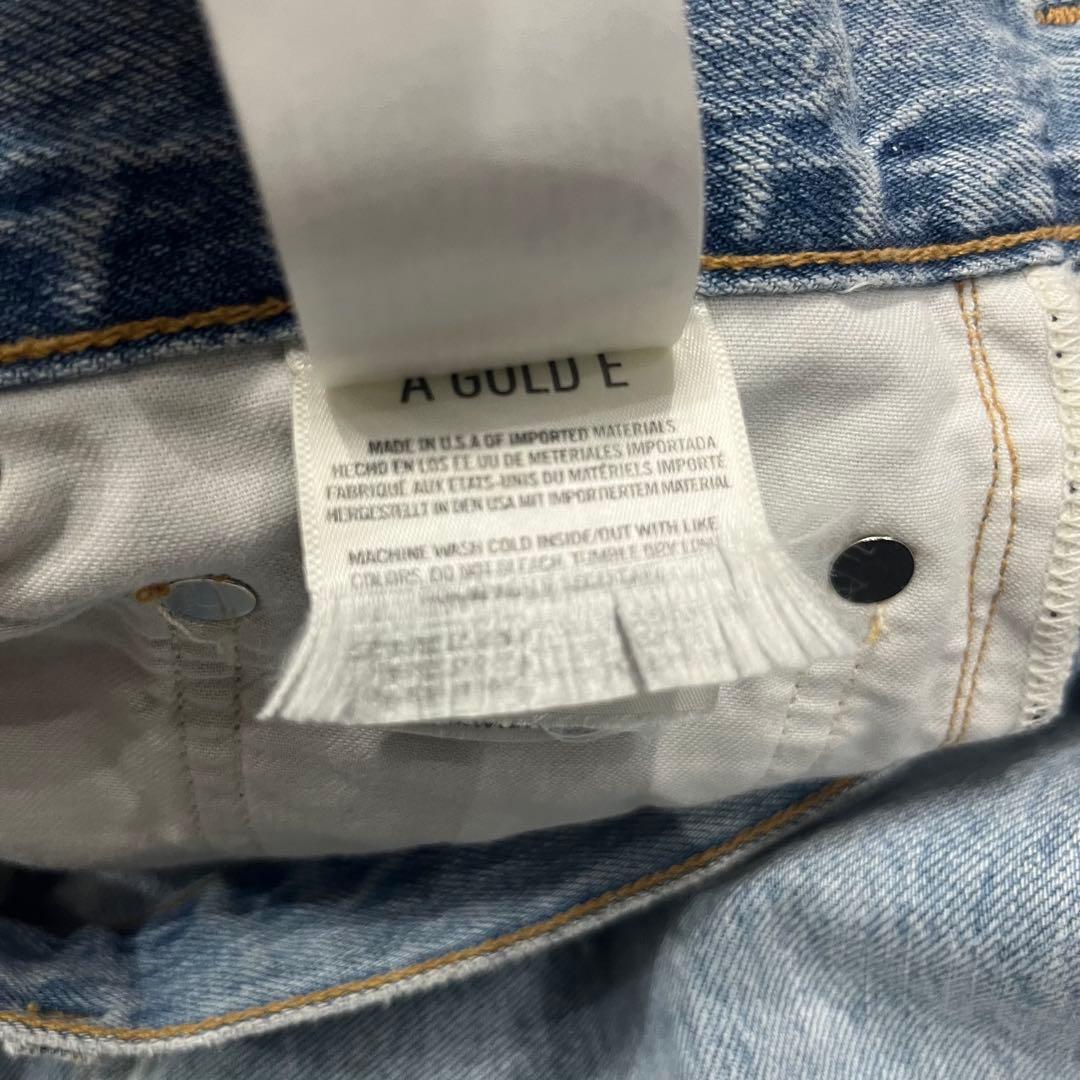 A GOLD E
MADE IN U.S.A OF IMPORTED MATERIALS
HECHO EN LOS EE.UU DE METERIALES IMPORTADA
FABRIQUÉ AUX ETATS-UNIS DU MATÉRIELS IMPORTÉ
HERGESTELLT IN DEN USA MIT IMPORTIERTEM MATERIAL
MACHINE WASH COLD INSIDE/OUT WITH LIKE
COLORS, DO NOT BLEACH, TUMBLE DRY LOW,